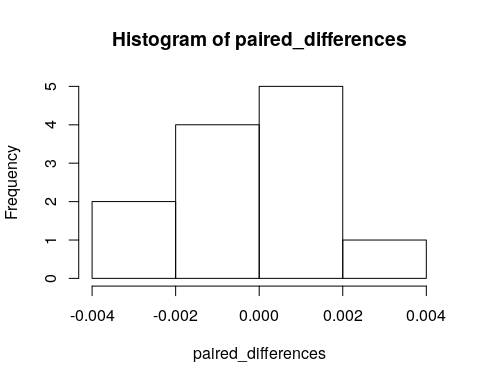 Histogram of paired_differences
Frequency
5
4
3
2
1
0
-0.004 -0.002 0.000 0.002 0.004
paired_differences